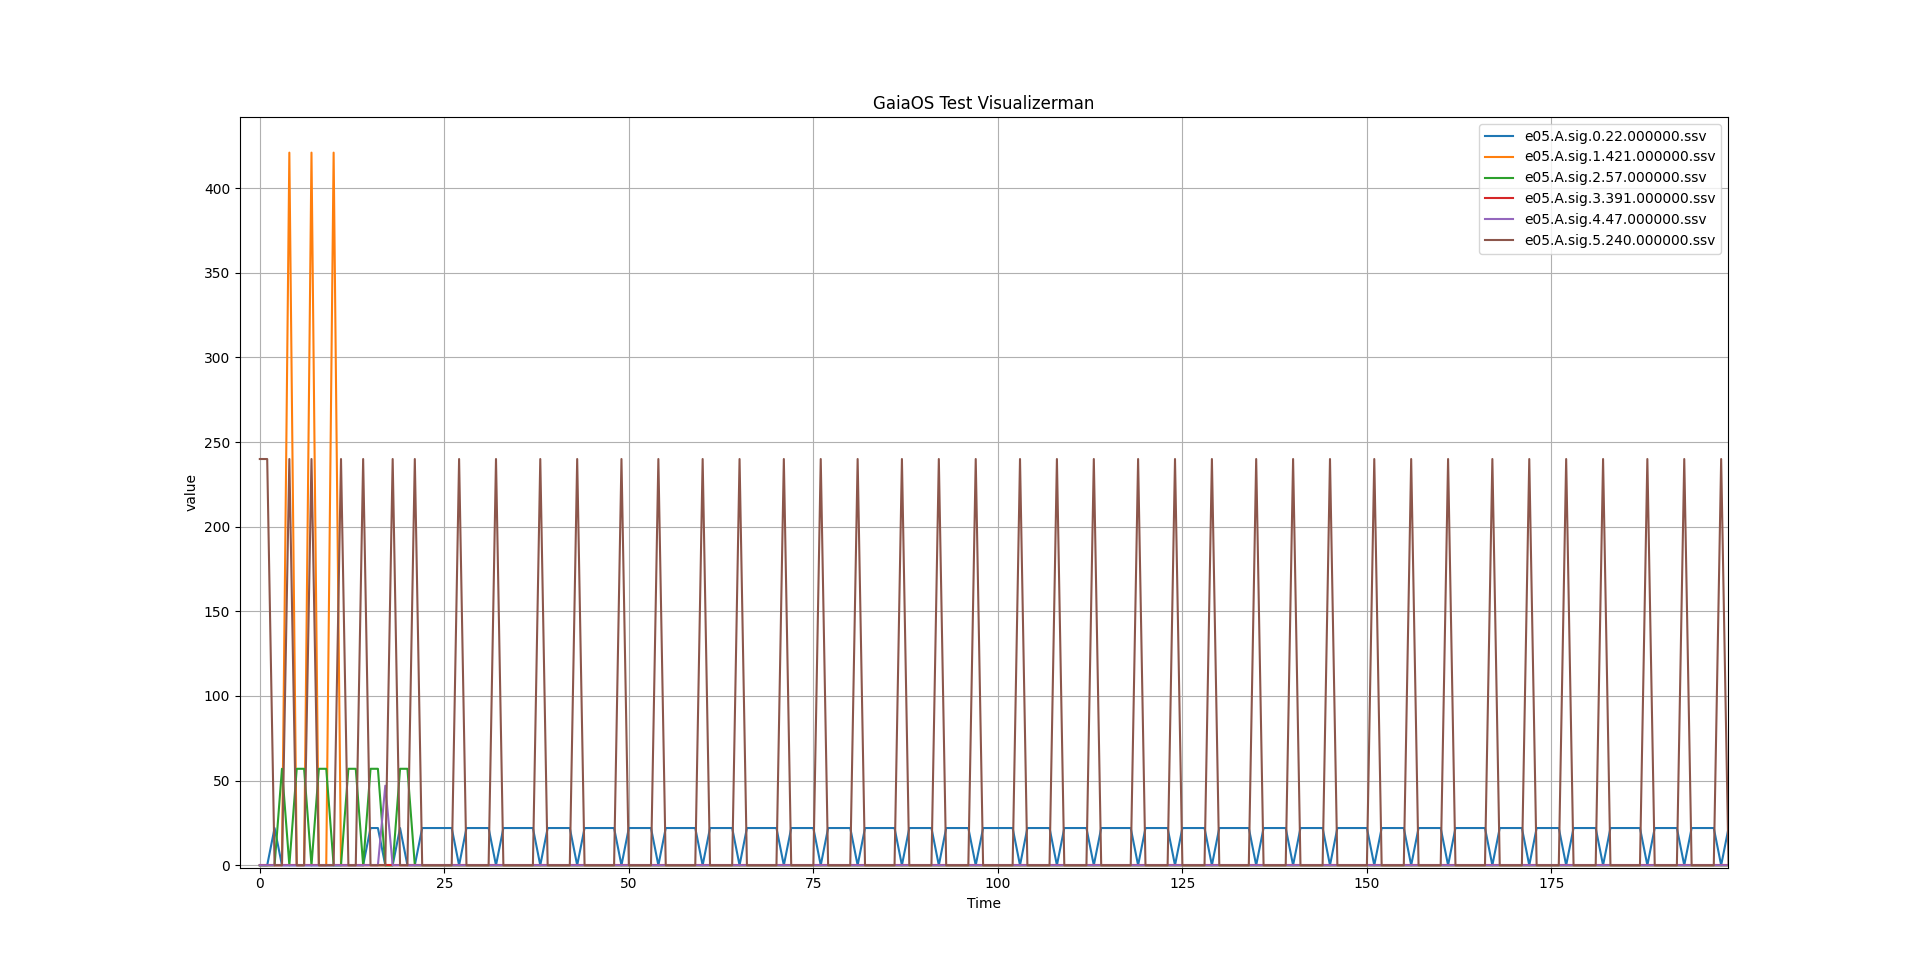 GaiaOS Test Visualizerman
e05.A.sig.0.22.000000.ssv
e05.A.sig.1.421.000000.ssv
e05.A.sig.2.57.000000.ssv
e05.A.sig.3.391.000000.ssv
e05.A.sig.4.47.000000.ssv
e05.A.sig.5.240.000000.ssv
400
350
300
250
200
150
100
50
0
value
0 25 50 75 100 125 150 175
Time